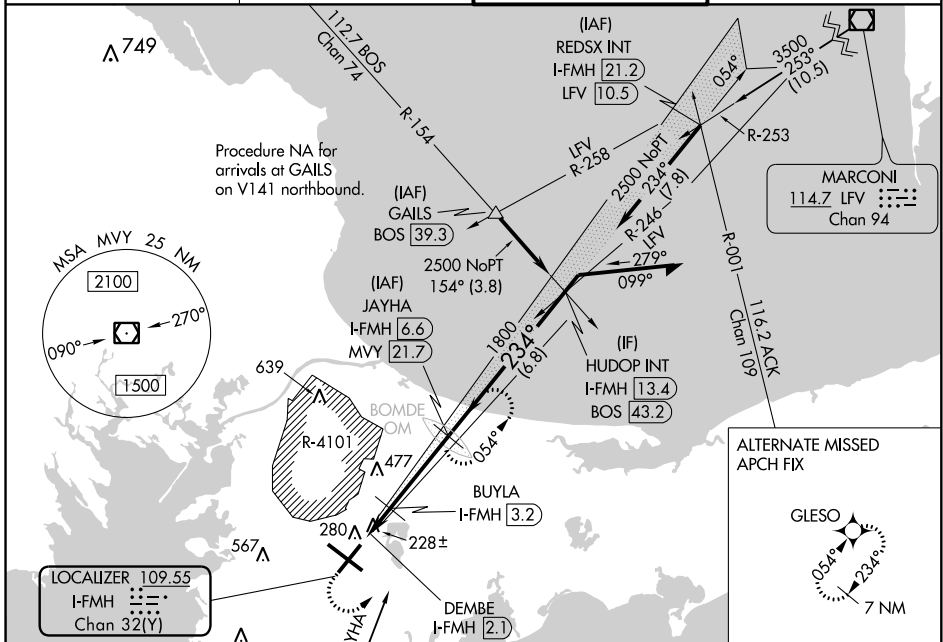 749
112.7 BOS
Chan 74
R-154
(IAF)
REDSX INT
I-FMH 21.2
LFV 10.5
054°
3500
253°
(10.5)
R-253
LFV
R-258
2500 NoPT
234°
(7.8)
R-246
LFV
MARCONI
114.7 LFV
Chan 94
Procedure NA for
arrivals at GAILS
on V141 northbound.
(IAF)
GAILS
BOS 39.3
2500 NoPT
154° (3.8)
279°
099°
R-001
116.2 ACK
Chan 109
MSA MVY 25 NM
2100
270°
090°
1500
(IAF)
JAYHA
I-FMH 6.6
MVY 21.7
1800
234°
(6.8)
(IF)
HUDOP INT
I-FMH 13.4
BOS 43.2
639
BOMDE
OM
R-4101
054°
477
BUYLA
I-FMH 3.2
280
228±
567
LOCALIZER 109.55
I-FMH
Chan 32(Y)
DEMBE
I-FMH 2.1
YHA
ALTERNATE MISSED
APCH FIX
GLESO
054°
234°
7 NM